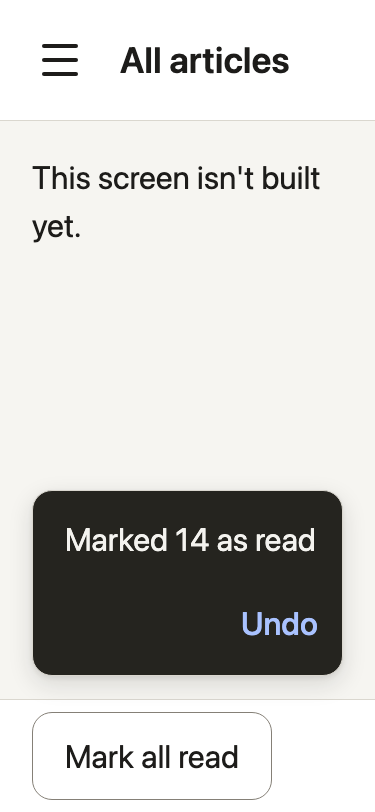 All articles
This screen isn't built
yet.
Marked 14 as read
Undo
Mark all read